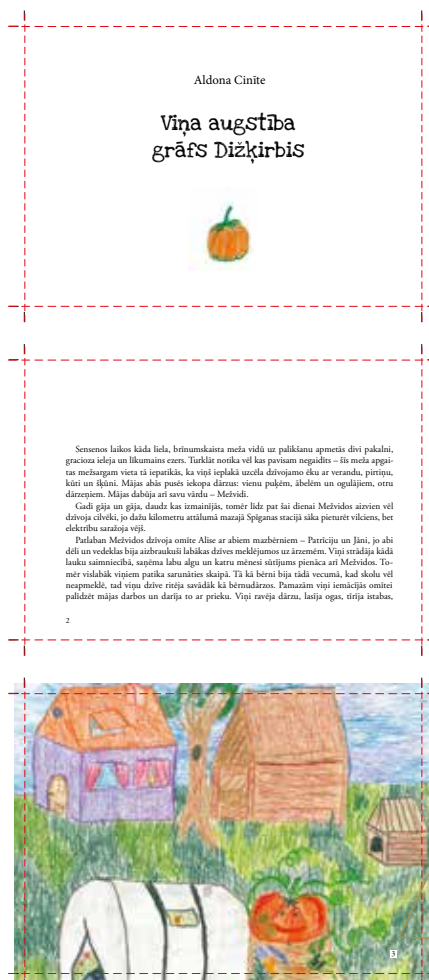 Aldona Cinīte
Viņa augstība
grāfs Dižķirbis
Sensenos laikos kāda liela, brīnumskaista meža vidū uz palikšanu apmetās divi pakalni,
gracioza ieleja un līkumains ezers. Turklāt notika vēl kas pavisam negaidīts – šīs meža apgai-
tas mežsargam vieta tā iepatikās, ka viņš ieplakā uzcēla dzīvojamo ēku ar verandu, pirtiņu,
kūti un šķūni. Mājas abās pusēs iekopa dārzus: vienu puķēm, ābelēm un ogulājiem, otru
dārzeņiem. Mājas dabūja arī savu vārdu – Mežvidi.
Gadi gāja un gāja, daudz kas izmainījās, tomēr līdz pat šai dienai Mežvidos aizvien vēl
dzīvoja cilvēki, jo dažu kilometru attālumā mazajā Spīganas stacijā sāka pieturēt vilciens, bet
elektrību saražoja vējš.
Patlaban Mežvidos dzīvoja omīte Alise ar abiem mazbērniem – Patrīciju un Jāni, jo abi
dēli un vedeklas bija aizbraukuši labākas dzīves meklējumos uz ārzemēm. Viņi strādāja kādā
lauku saimniecībā, saņēma labu algu un katru mēnesi sūtījums pienāca arī Mežvidos. To-
mēr vislabāk viņiem patika sarunāties skaipā. Tā kā bērni bija tādā vecumā, kad skolu vēl
neapmeklē, tad viņu dzīve ritēja savādāk kā bērnudārzos. Pamazām viņi iemācījās omītei
palīdzēt mājas darbos un darīja to ar prieku. Viņi ravēja dārzu, lasīja ogas, tīrīja istabas,
2
3